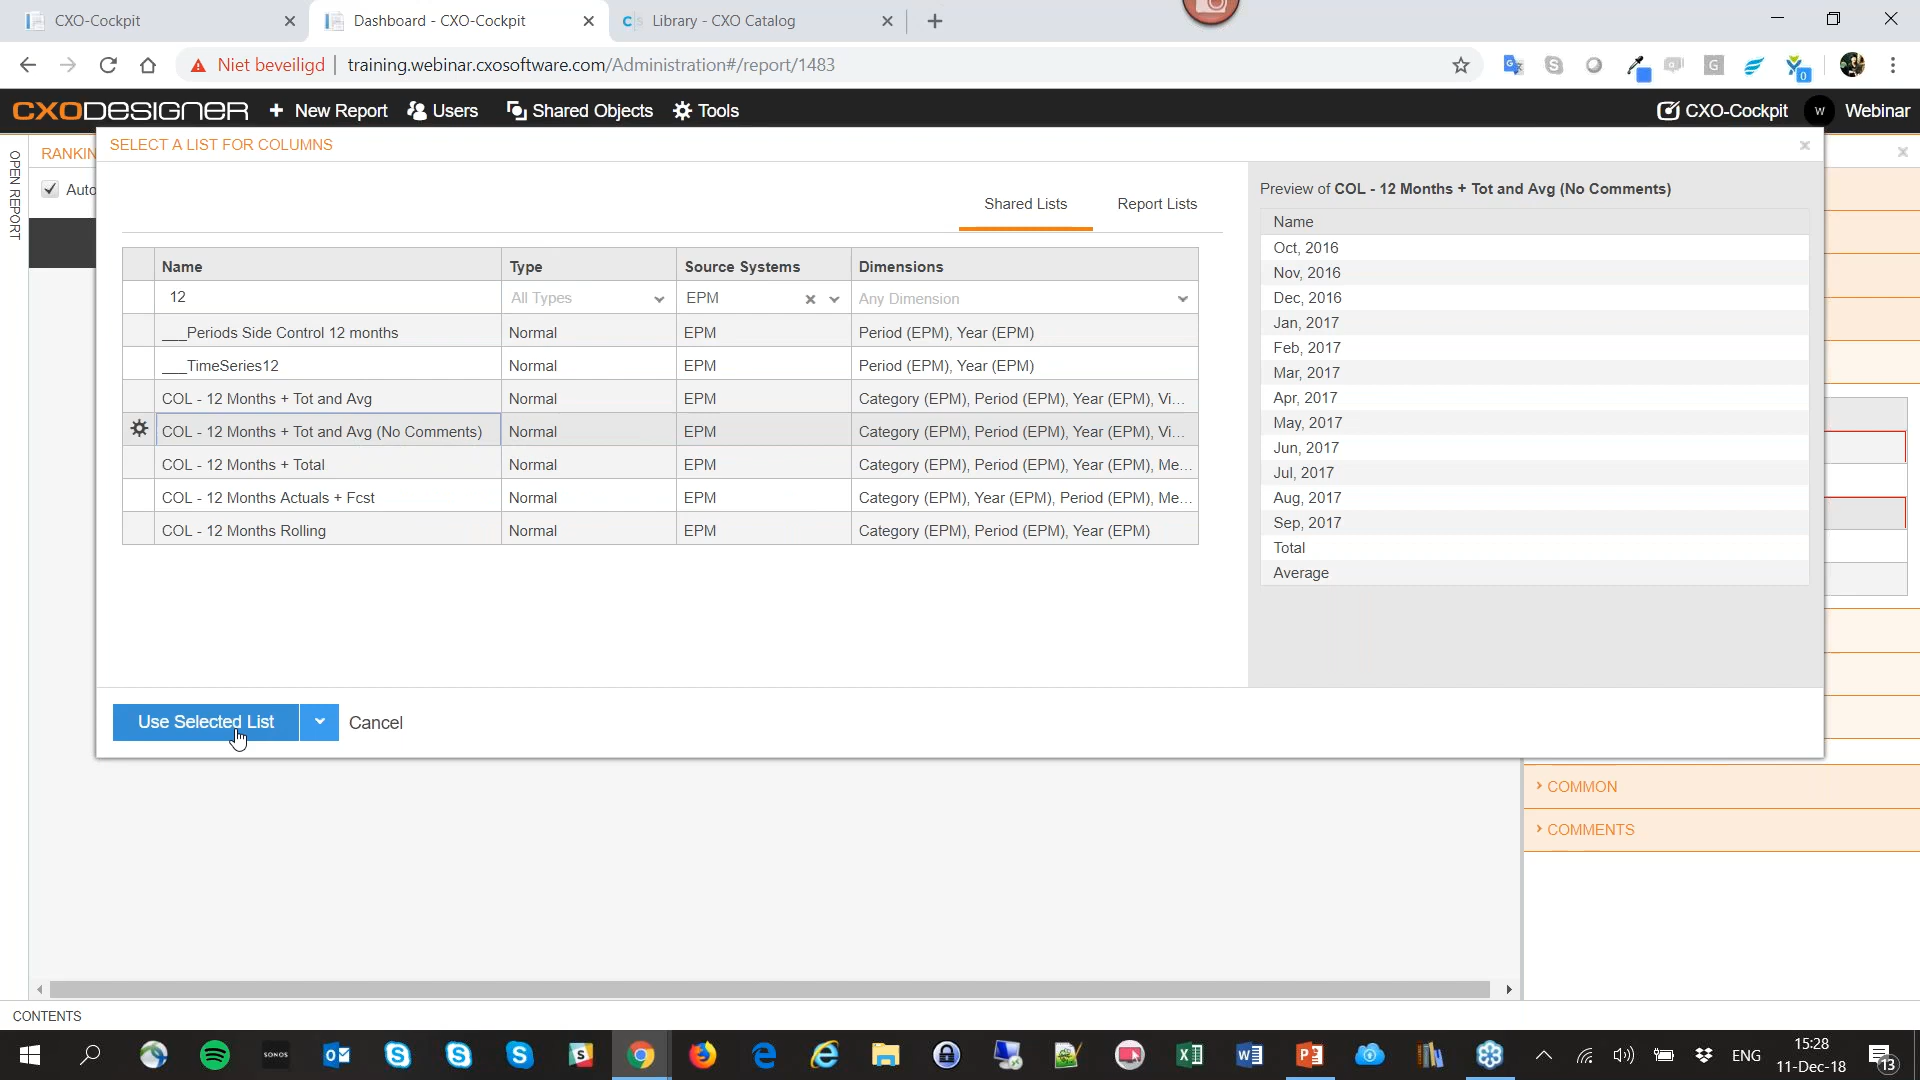 CXO-Cockpit
Dashboard - CXO-Cockpit
Library - CXO Catalog
Niet beveiligd
training.webinar.cxosoftware.com/Administration#/report/1483
CXODESIGNER
New Report
Users
Shared Objects
Tools
CXO-Cockpit
W
Webinar
OPEN REPORT
RANKIN
Auto
SELECT A LIST FOR COLUMNS
Shared Lists
Report Lists
Name Type Source Systems Dimensions
12 All Types EPM Any Dimension
___Periods Side Control 12 months Normal EPM Period (EPM), Year (EPM)
___TimeSeries12 Normal EPM Period (EPM), Year (EPM)
COL - 12 Months + Tot and Avg Normal EPM Category (EPM), Period (EPM), Year (EPM), Vi...
COL - 12 Months + Tot and Avg (No Comments) Normal EPM Category (EPM), Period (EPM), Year (EPM), Vi...
COL - 12 Months + Total Normal EPM Category (EPM), Period (EPM), Year (EPM), Me...
COL - 12 Months Actuals + Fcst Normal EPM Category (EPM), Year (EPM), Period (EPM), Me...
COL - 12 Months Rolling Normal EPM Category (EPM), Period (EPM), Year (EPM)
Preview of COL - 12 Months + Tot and Avg (No Comments)
Name
Oct, 2016
Nov, 2016
Dec, 2016
Jan, 2017
Feb, 2017
Mar, 2017
Apr, 2017
May, 2017
Jun, 2017
Jul, 2017
Aug, 2017
Sep, 2017
Total
Average
Use Selected List
Cancel
COMMON
COMMENTS
CONTENTS
SONOS
ENG
15:28
11-Dec-18
13